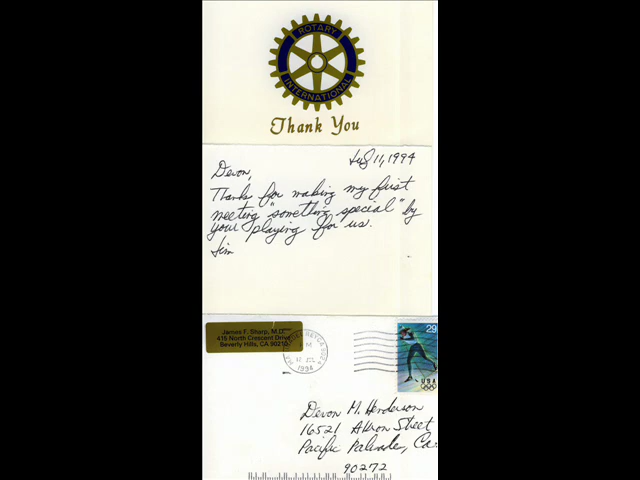 ROTARY
INTERNATIONAL
Thank You
July 11, 1994
Devon,
Thanks for making my first
meeting "something special" by
your playing for us.
Jim
James F. Sharp, M.D.
415 North Crescent Drive
Beverly Hills, CA 90210
1994
29
USA
Devon M. Henderson
16521 Akron Street
Pacific Palisades, Ca.
90272